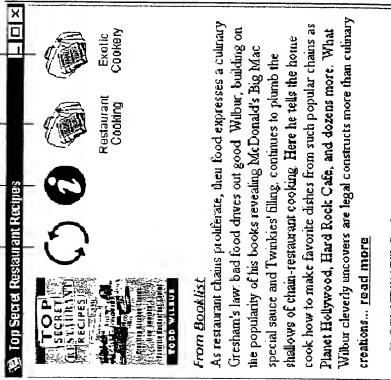 Top Secret Restaurant Recipes
TOP
SECRET
RESTAURANT
RECIPES
TODD WILBUR
Restaurant
Cooking
Exotic
Cookery
From Booklist
As restaurant chains proliferate, then food expresses a culinary
Gresham's law: bad food drives out good. Wilbur, building on
the popularity of his books revealing McDonald's Big Mac
special sauce and Twinkies' filling, continues to plumb the
shallows of chain-restaurant cooking. Here he tells the home
cook how to make favorite dishes from such popular chains as
Planet Hollywood, Hard Rock Cafe, and dozens more. What
Wilbur cleverly uncovers are legal constructs more than culinary
creations... read more